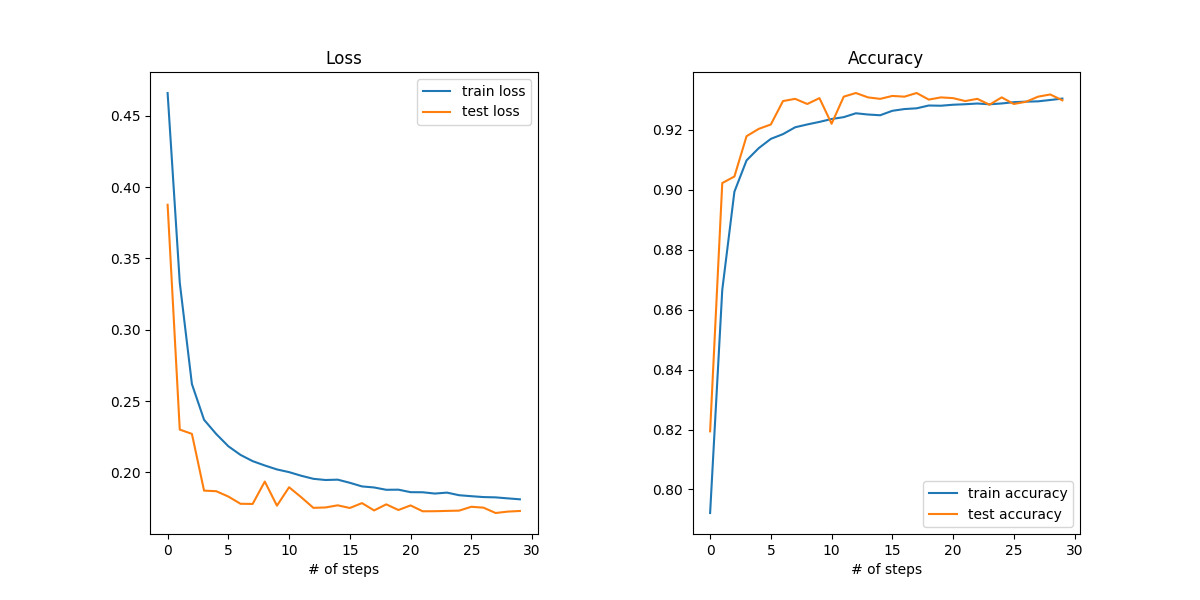 Loss
train loss
test loss
0.45
0.40
0.35
0.30
0.25
0.20
0 5 10 15 20 25 30
# of steps
Accuracy
0.92
0.90
0.88
0.86
0.84
0.82
0.80
train accuracy
test accuracy
0 5 10 15 20 25 30
# of steps